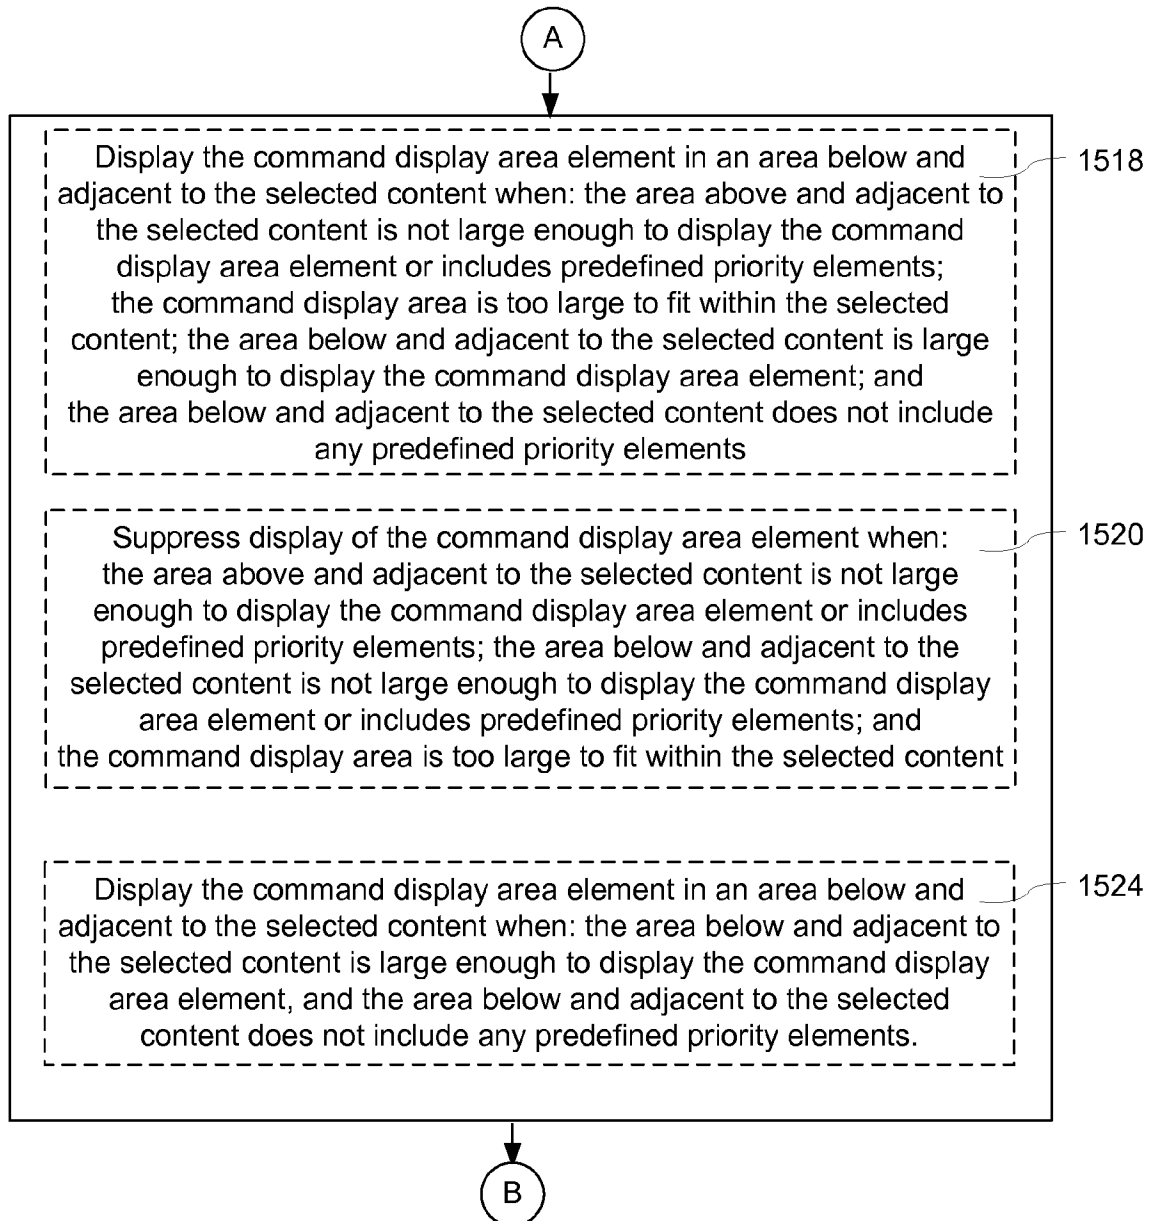 A
Display the command display area element in an area below and
adjacent to the selected content when: the area above and adjacent to
the selected content is not large enough to display the command
display area element or includes predefined priority elements;
the command display area is too large to fit within the selected
content; the area below and adjacent to the selected content is large
enough to display the command display area element; and
the area below and adjacent to the selected content does not include
any predefined priority elements
1518
Suppress display of the command display area element when:
the area above and adjacent to the selected content is not large
enough to display the command display area element or includes
predefined priority elements; the area below and adjacent to the
selected content is not large enough to display the command display
area element or includes predefined priority elements; and
the command display area is too large to fit within the selected content
1520
Display the command display area element in an area below and
adjacent to the selected content when: the area below and adjacent to
the selected content is large enough to display the command display
area element, and the area below and adjacent to the selected
content does not include any predefined priority elements.
1524
B